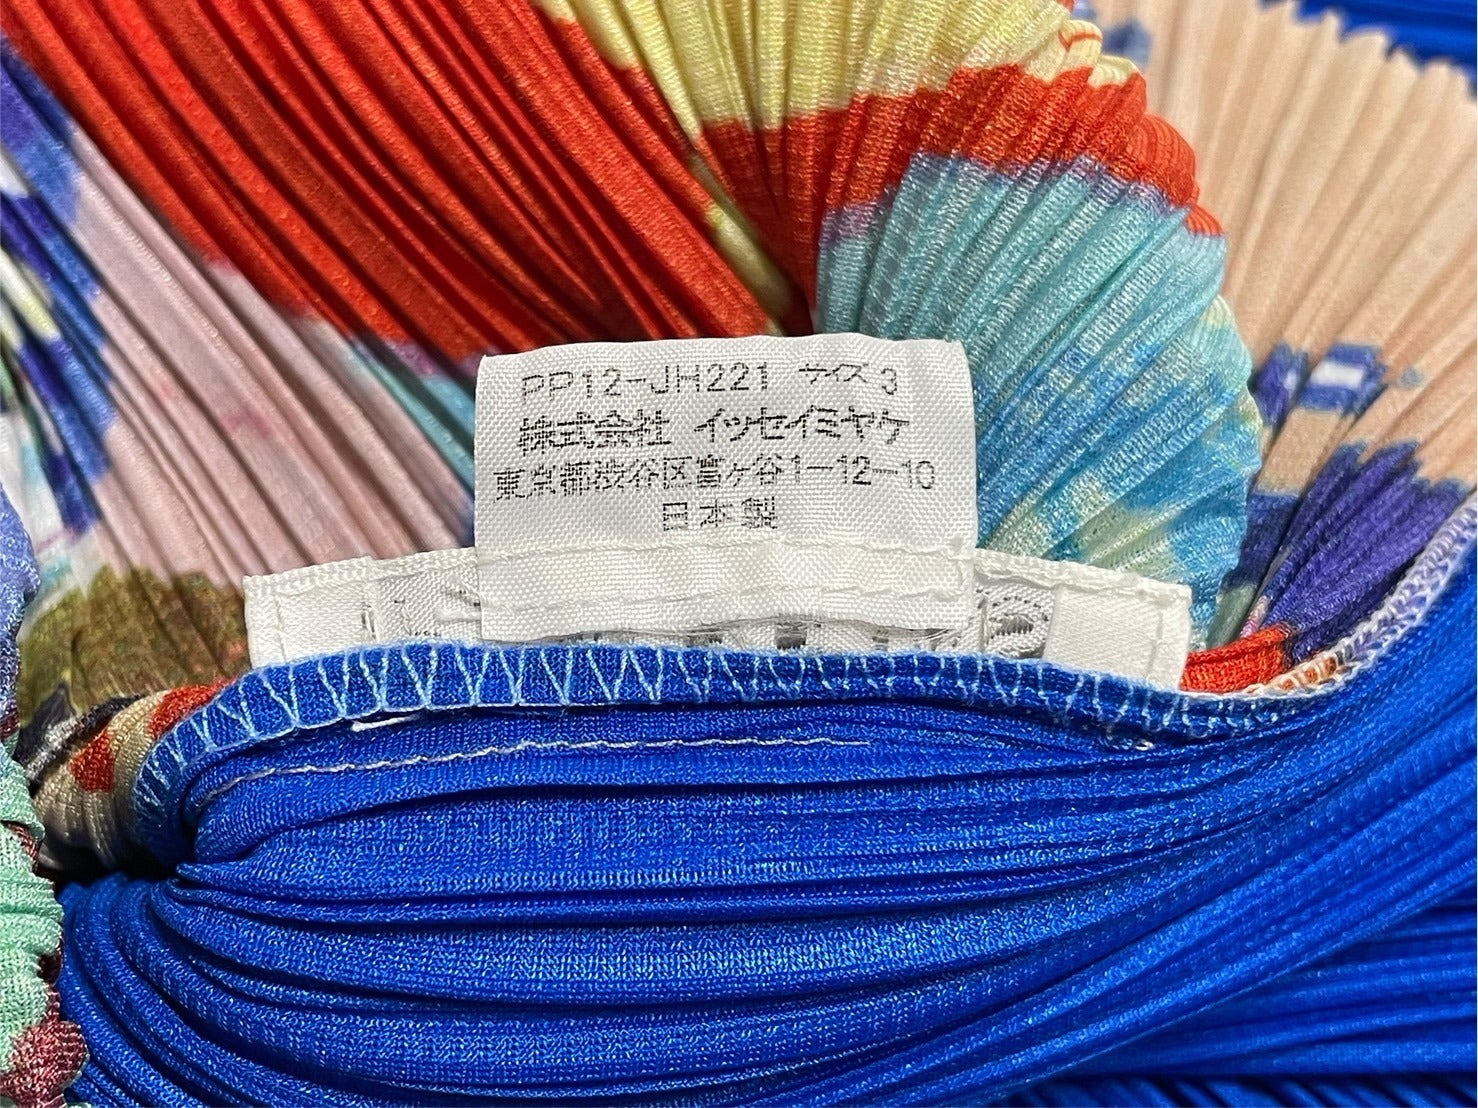 PP12-JH221 サイズ 3
株式会社 イッセイミヤケ
東京都渋谷区富ヶ谷1-12-10
日本製